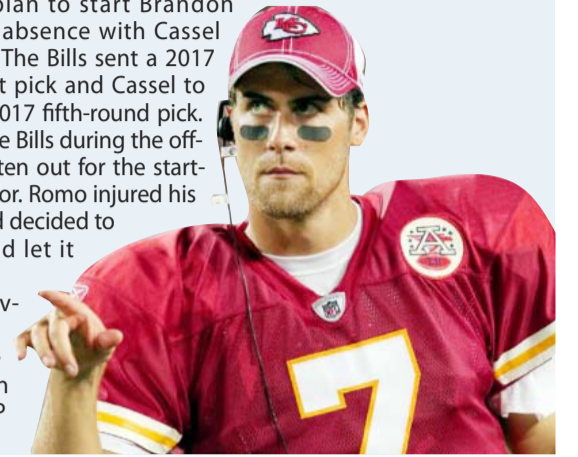 plan to start Brandon
absence with Cassel
The Bills sent a 2017
t pick and Cassel to
017 fifth-round pick.
e Bills during the off-
ten out for the start-
or. Romo injured his
d decided to
d let it
v-
n
KC
A
NFL
7